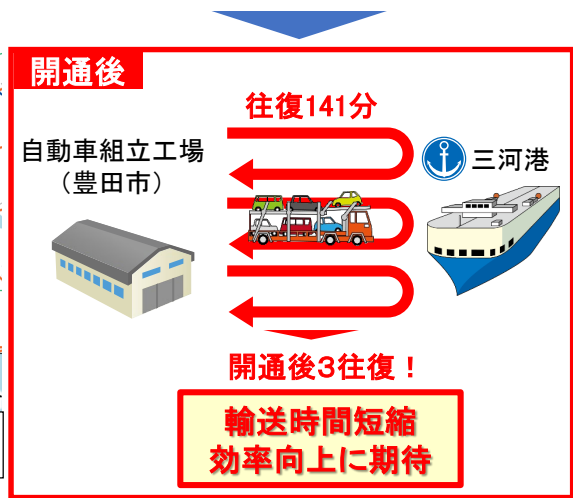 開通後
往復141分
自動車組立工場
（豊田市）
三河港
開通後3往復！
輸送時間短縮
効率向上に期待